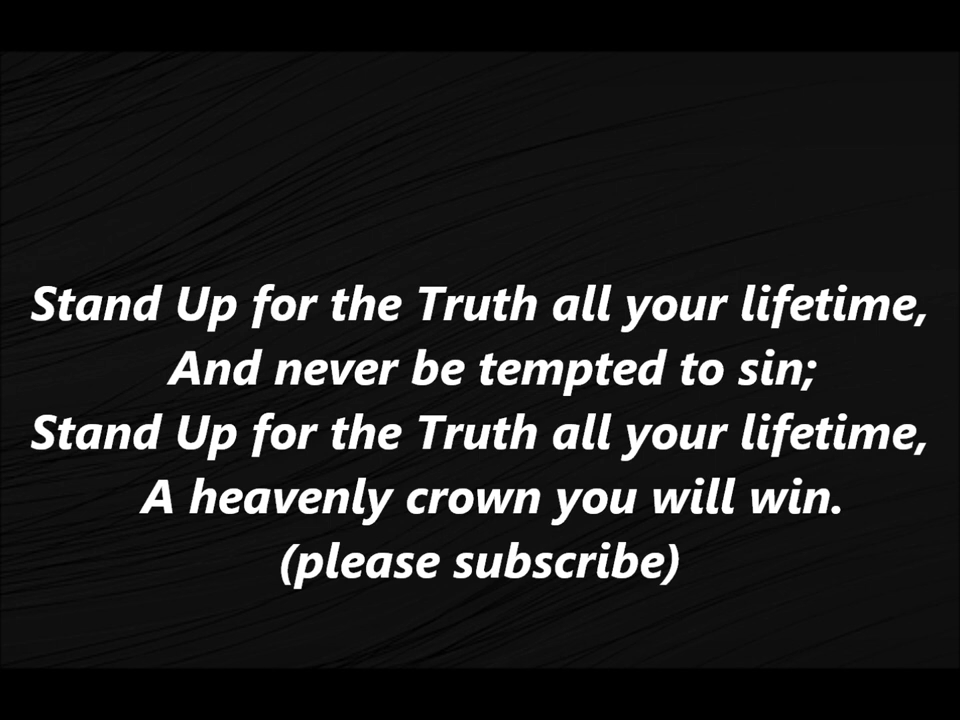 Stand Up for the Truth all your lifetime,
And never be tempted to sin;
Stand Up for the Truth all your lifetime,
A heavenly crown you will win.
(please subscribe)